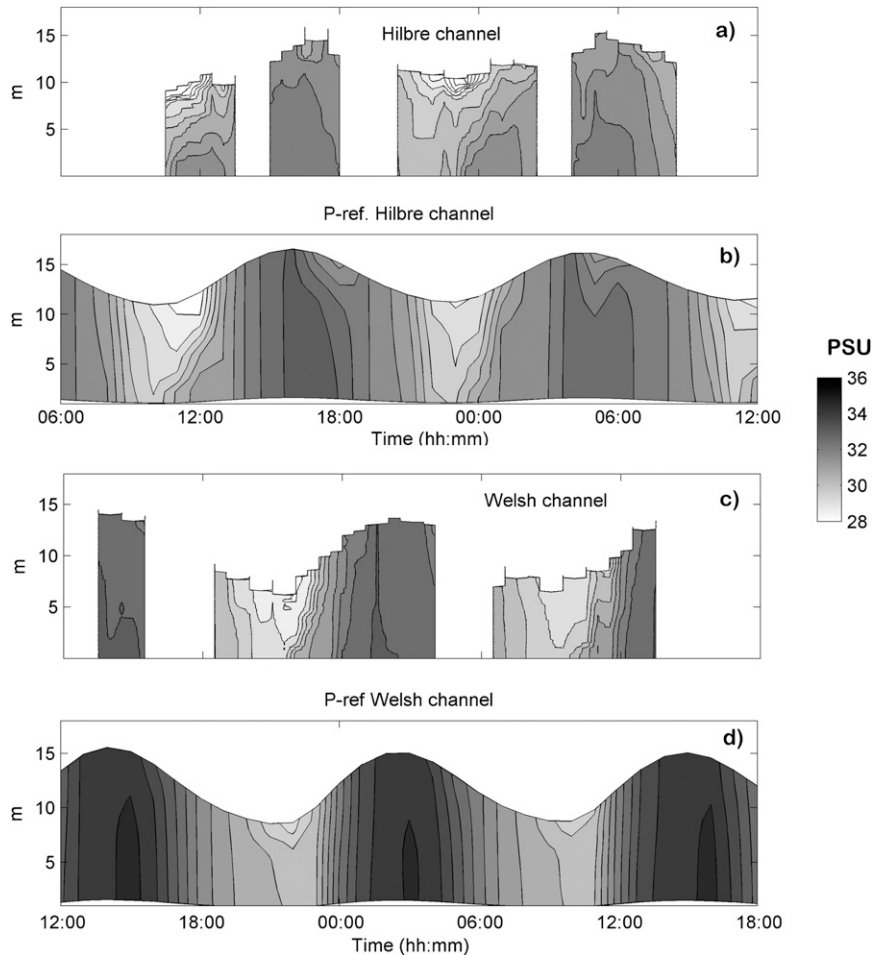 Hilbre channel
a)
15
10
5
m
P-ref. Hilbre channel
b)
15
10
5
m
06:00 12:00 18:00 00:00 06:00 12:00
Time (hh:mm)
PSU
36
34
32
30
28
Welsh channel
c)
15
10
5
m
P-ref Welsh channel
d)
15
10
5
m
12:00 18:00 00:00 06:00 12:00 18:00
Time (hh:mm)